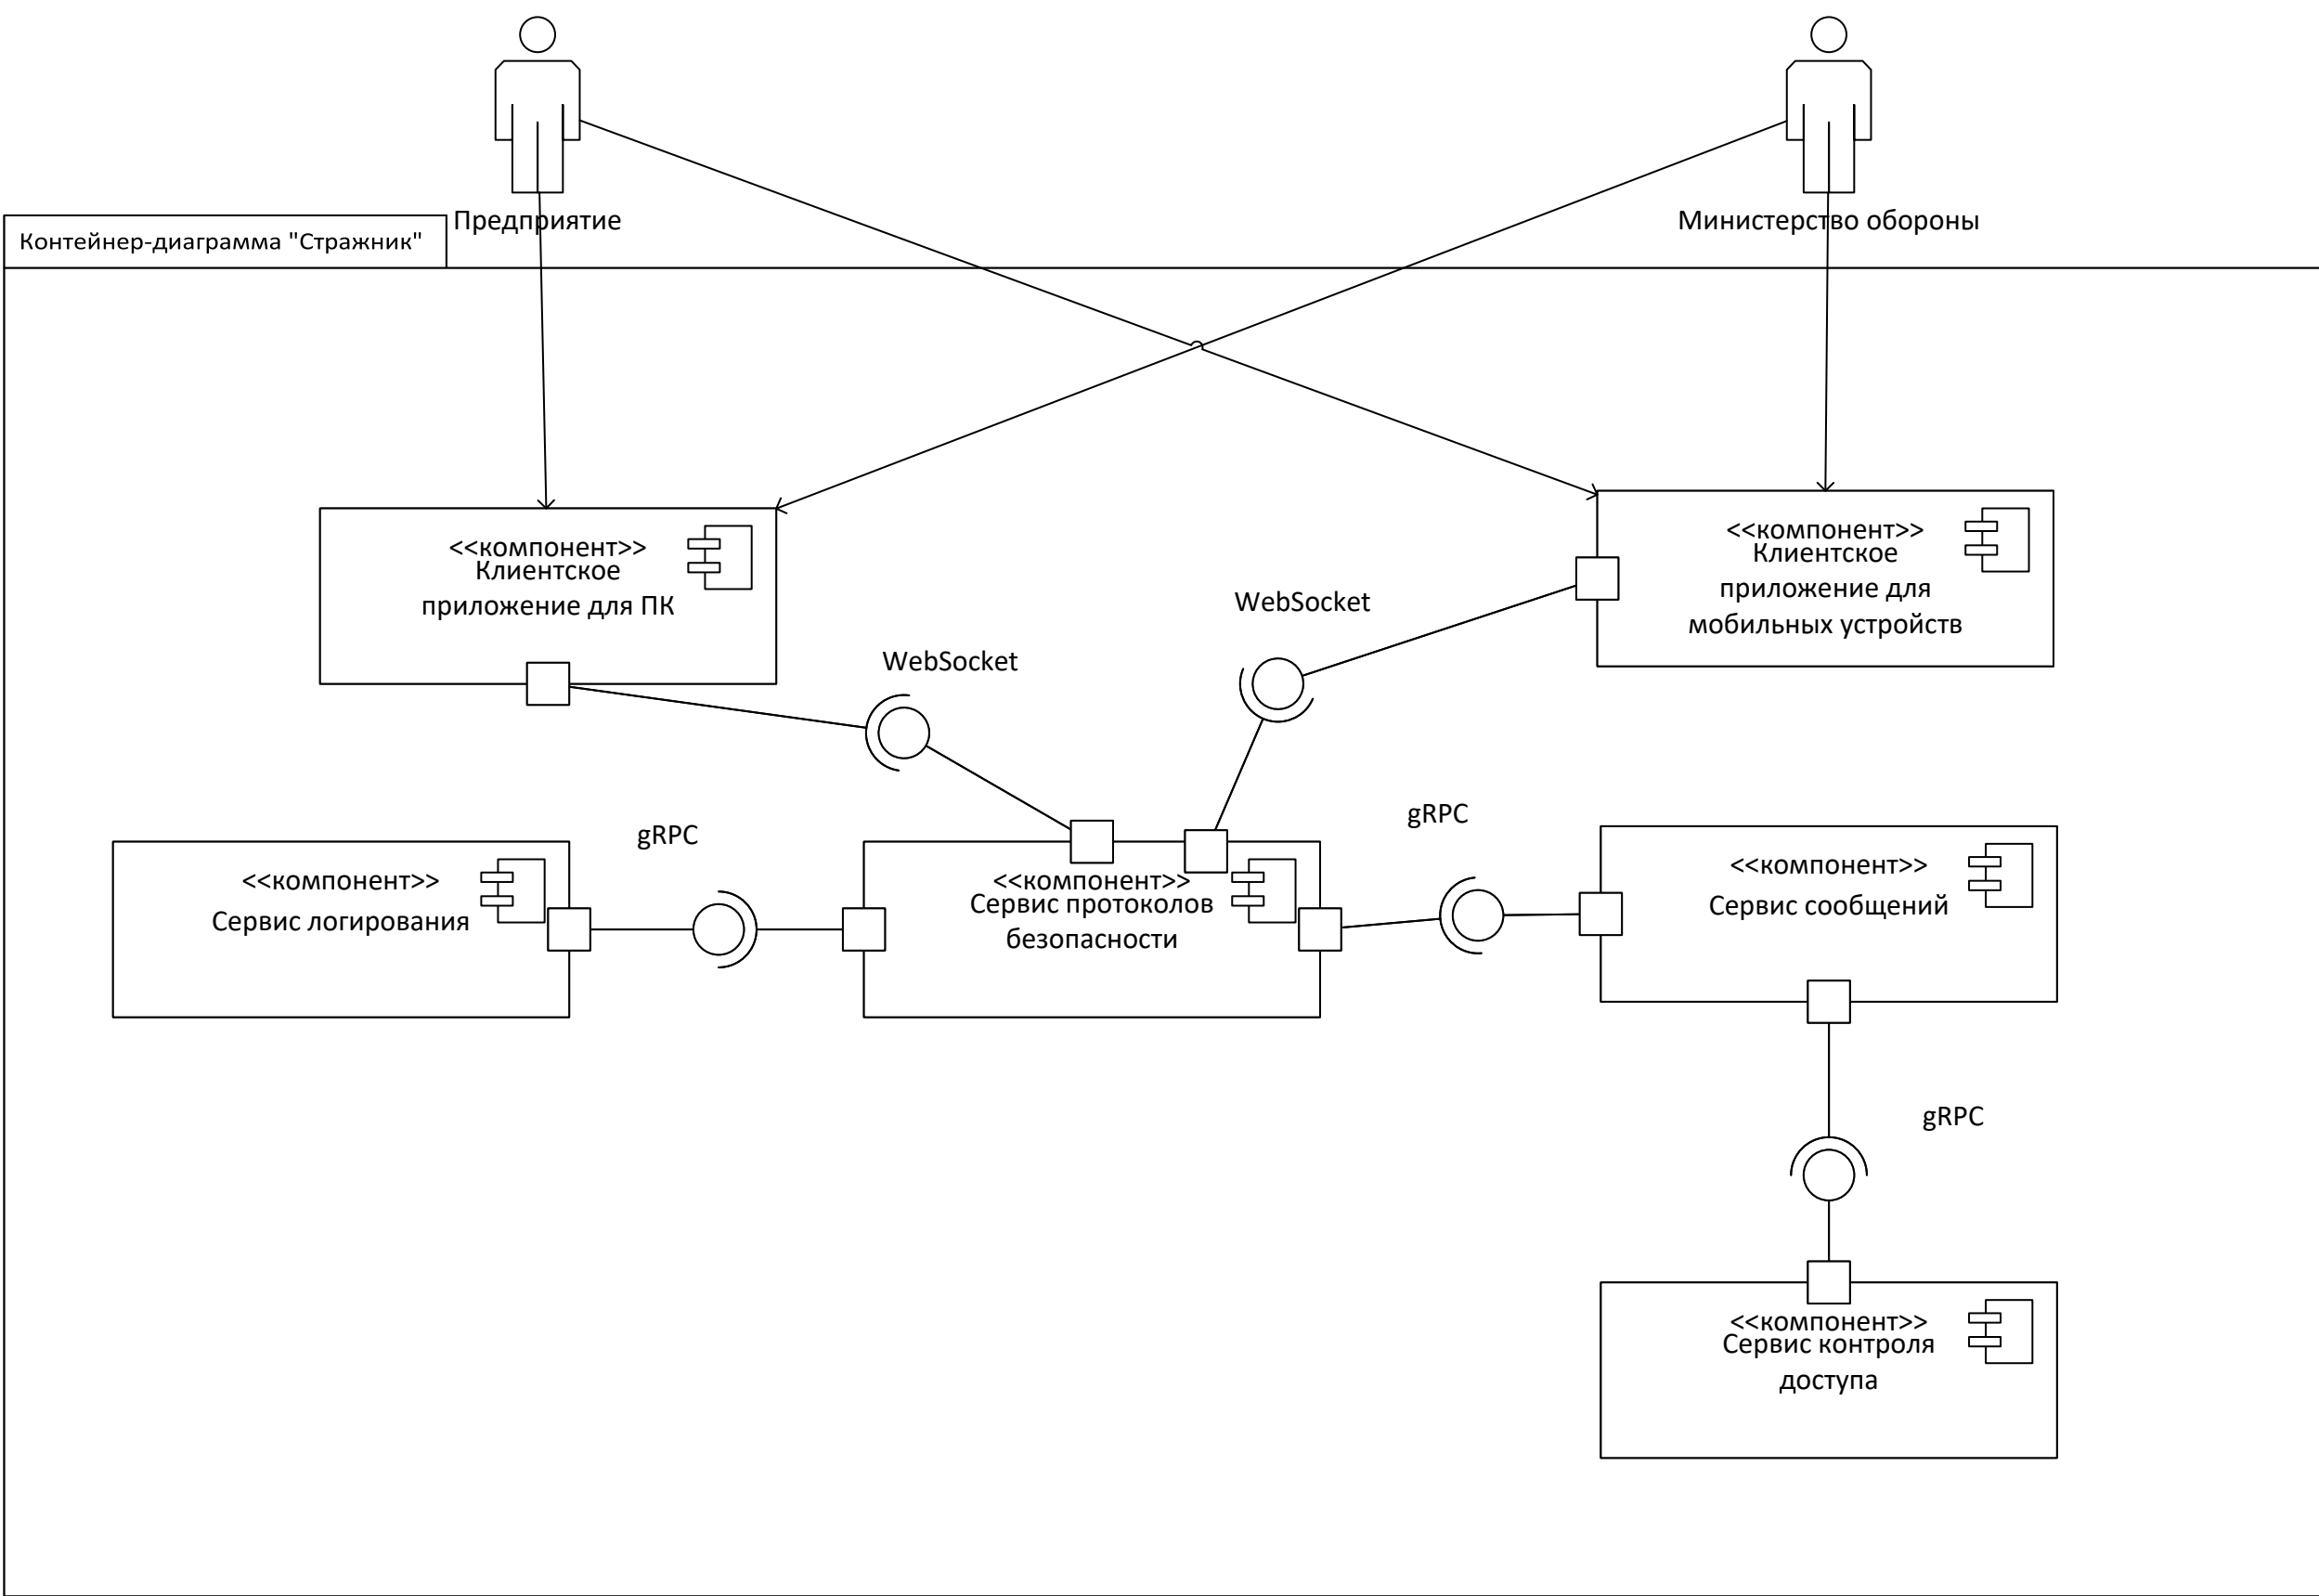 Предприятие
Министерство обороны
Контейнер-диаграмма "Стражник"
<<компонент>>
Клиентское
приложение для ПК
<<компонент>>
Клиентское
приложение для
мобильных устройств
WebSocket
WebSocket
gRPC
gRPC
<<компонент>>
Сервис логирования
<<компонент>>
Сервис протоколов
безопасности
<<компонент>>
Сервис сообщений
gRPC
<<компонент>>
Сервис контроля
доступа